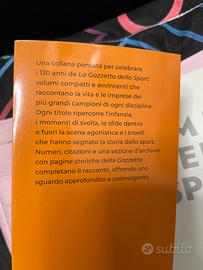 Una collana pensata per celebrare
i 130 anni de La Gazzetta dello Sport:
volumi compatti e avvincenti che
raccontano la vita e le imprese dei
più grandi campioni di ogni disciplina.
Ogni titolo ripercorre l'infanzia,
i momenti di svolta, le sfide dentro
e fuori la scena agonistica e i trionfi
che hanno segnato la storia dello sport.
Numeri, citazioni e una sezione d'archivio
con pagine storiche della Gazzetta
completano il racconto, offrendo uno
sguardo approfondito e coinvolgente.
subito